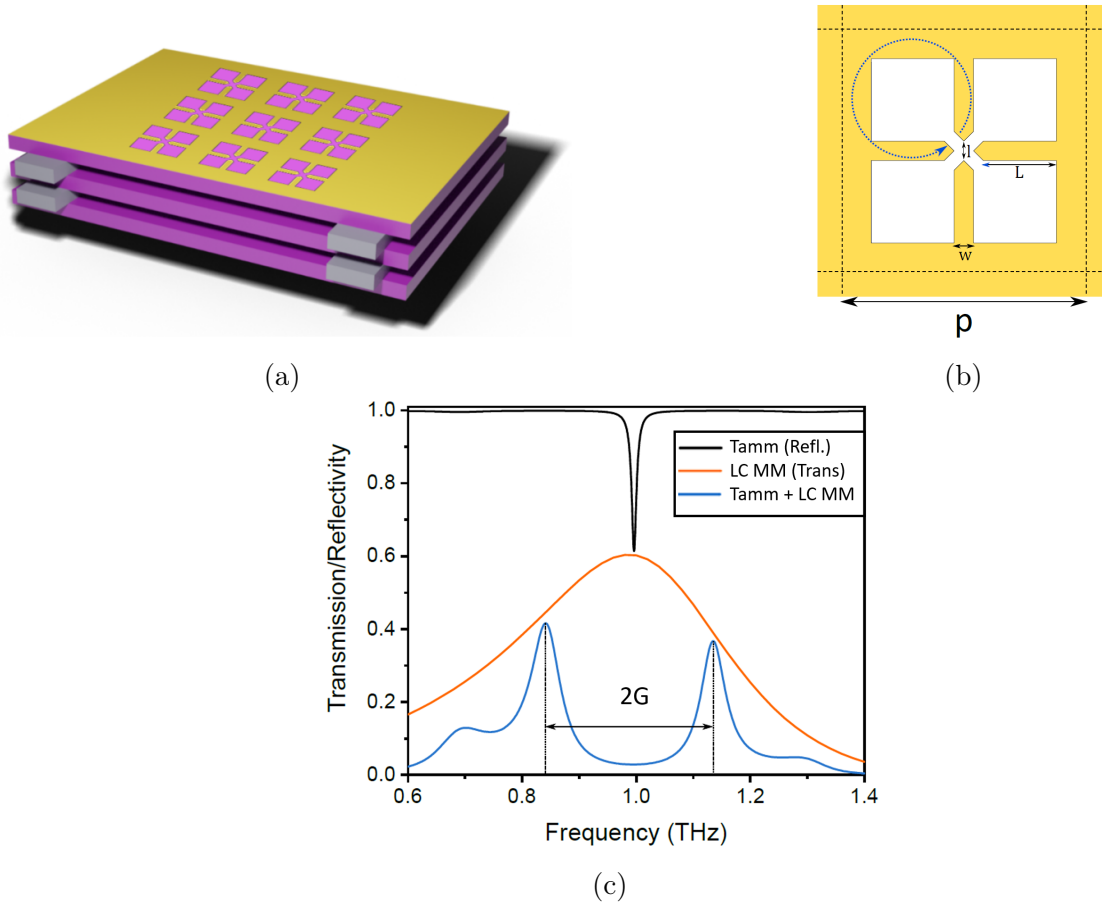 (a)
l
L
w
p
(b)
Transmission/Reflectivity
1.0
0.8
0.6
0.4
0.2
0.0
Tamm (Refl.)
LC MM (Trans)
Tamm + LC MM
2G
0.6
0.8
1.0
1.2
1.4
Frequency (THz)
(c)